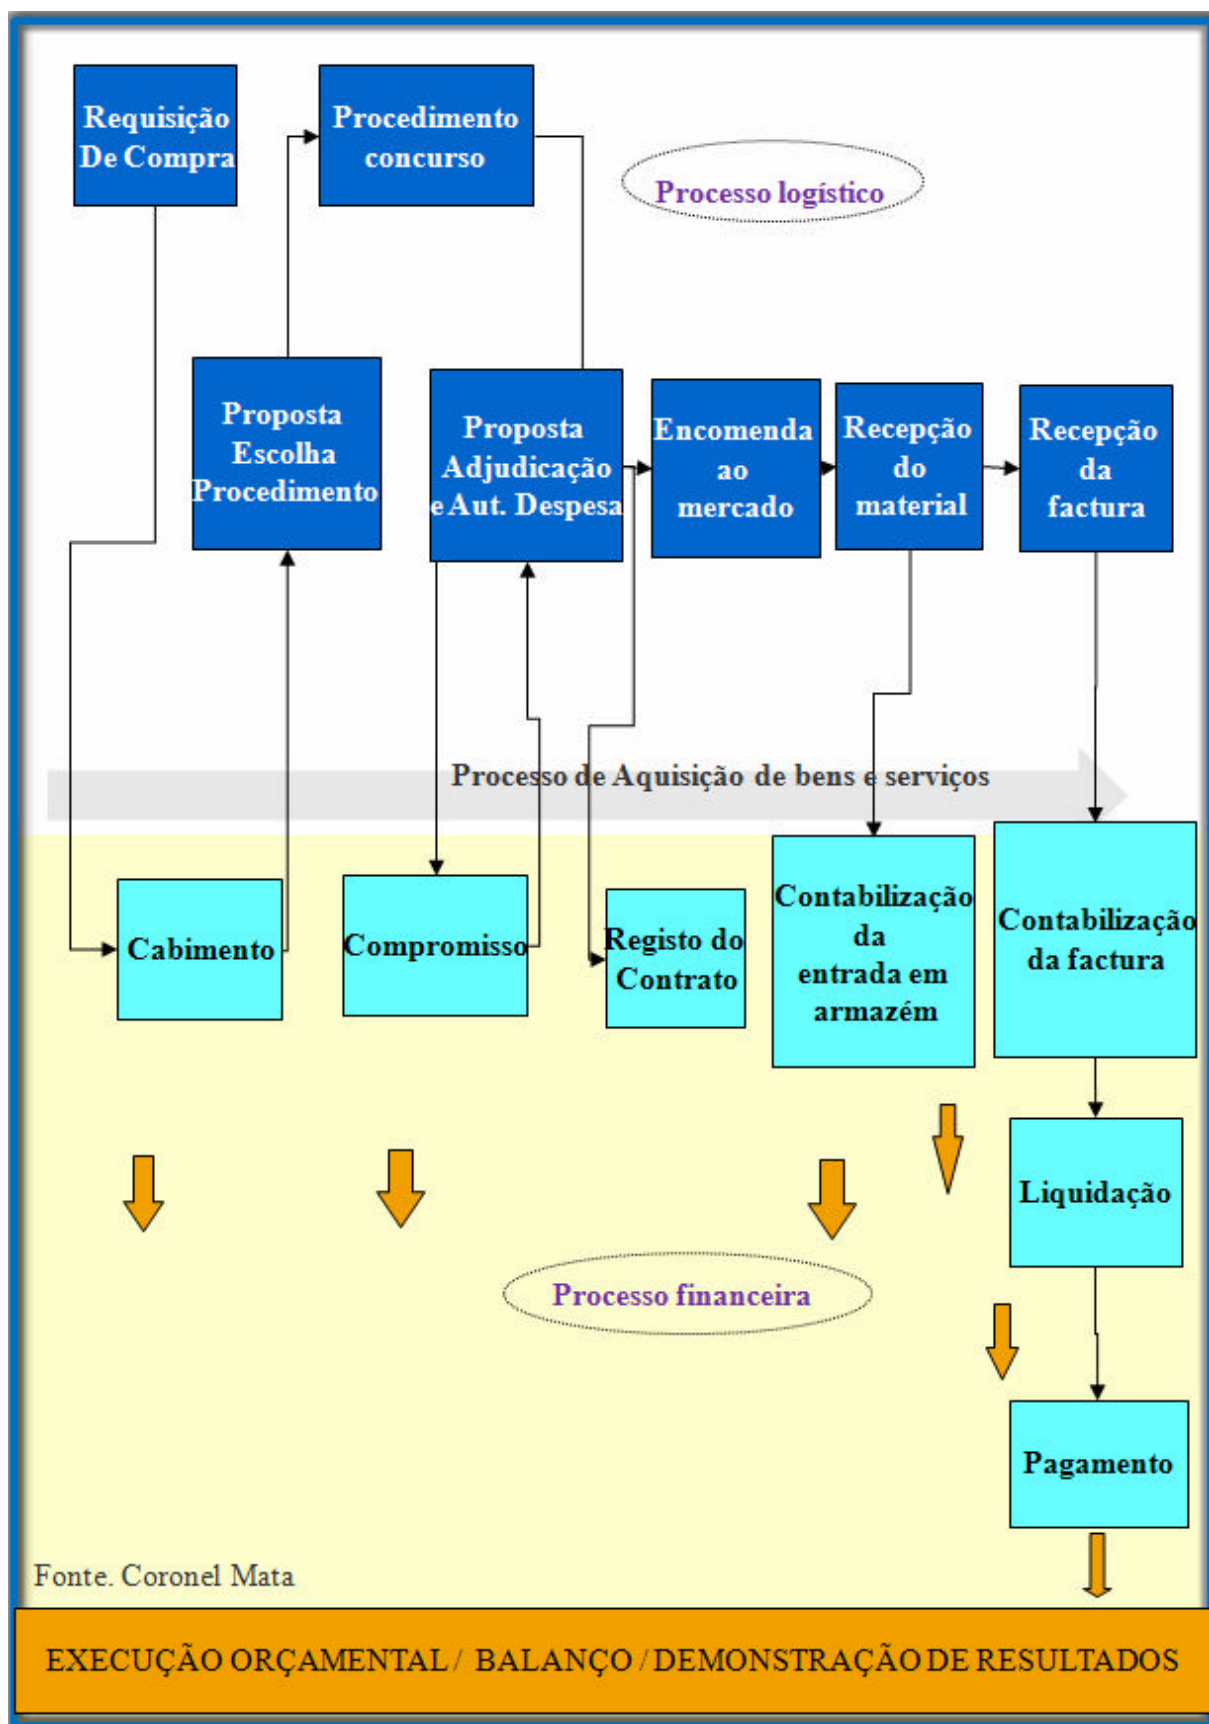 Requisição
De Compra
Procedimento
concurso
Processo logístico
Proposta
Escolha
Procedimento
Proposta
Adjudicação
e Aut. Despesa
Encomenda
ao
mercado
Recepção
do
material
Recepção
da
factura
Processo de Aquisição de bens e serviços
Cabimento
Compromisso
Registo do
Contrato
Contabilização
da
entrada em
armazém
Contabilização
da factura
Liquidação
Processo financeira
Pagamento
Fonte. Coronel Mata
EXECUÇÃO ORÇAMENTAL / BALANÇO / DEMONSTRAÇÃO DE RESULTADOS